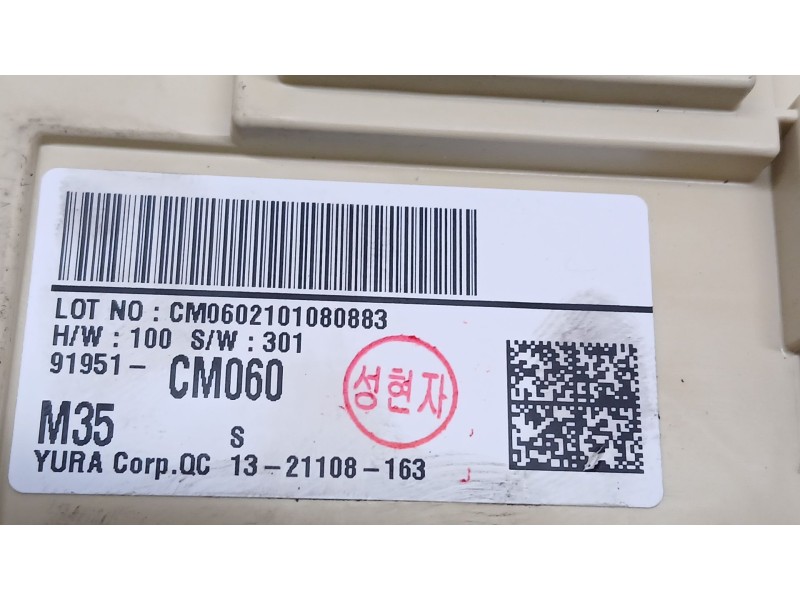 LOT NO : CM0602101080883
H/W : 100 S/W : 301
91951- CM060
성현자
M35 S
YURA Corp.QC 13-21108-163